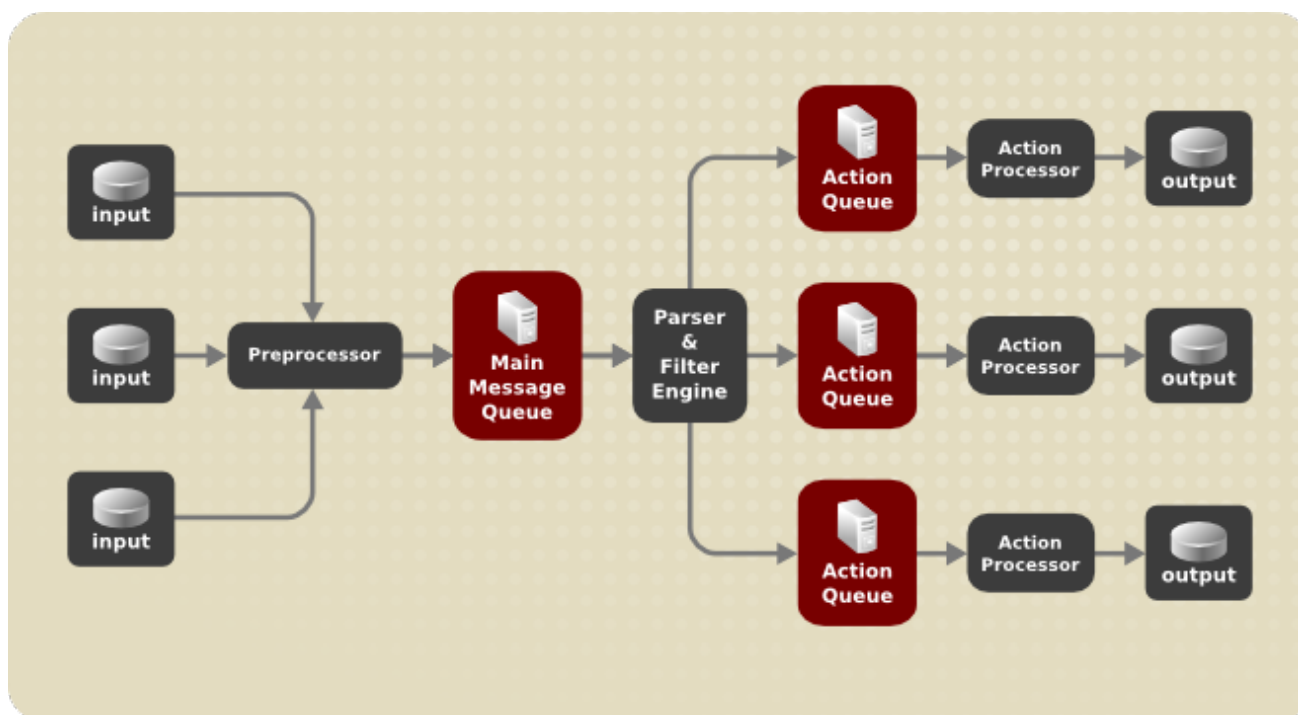 input
input
input
Preprocessor
Main
Message
Queue
Parser
&
Filter
Engine
Action
Queue
Action
Processor
output
Action
Queue
Action
Processor
output
Action
Queue
Action
Processor
output